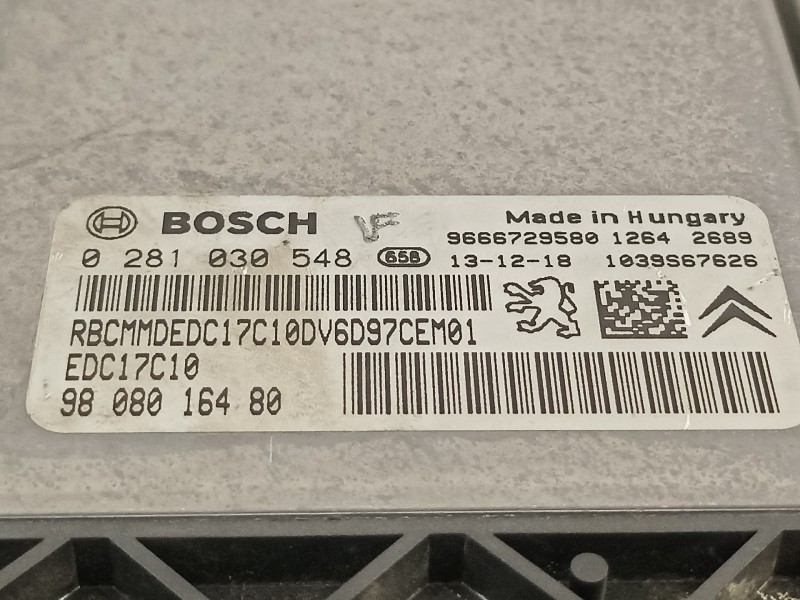 BOSCH VF Made in Hungary
0 281 030 548 658 9666729580 1264 2689
13-12-18 1039S67626
RBCMMDEDC17C10DV6D97CEM01
EDC17C10
98 080 164 80